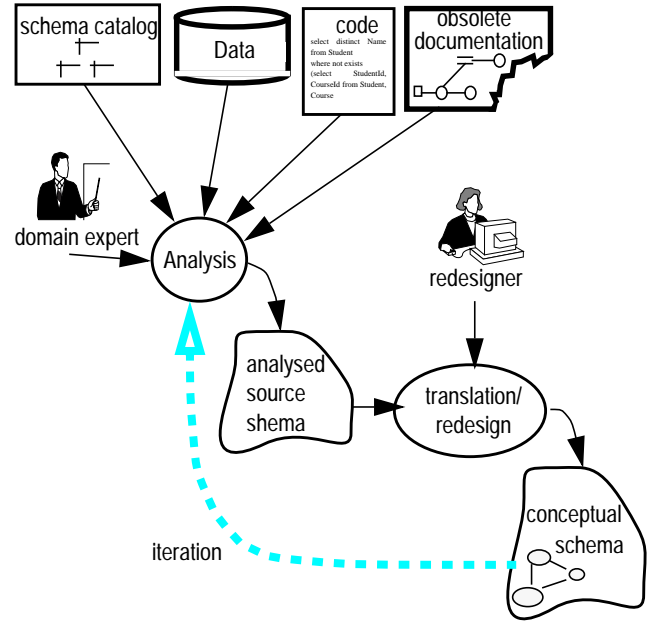 schema catalog
Data
code
select distinct Name
from Student
where not exists
(select StudentId,
CourseId from Student,
Course
obsolete
documentation
domain expert
Analysis
redesigner
analysed
source
shema
translation/
redesign
conceptual
schema
iteration